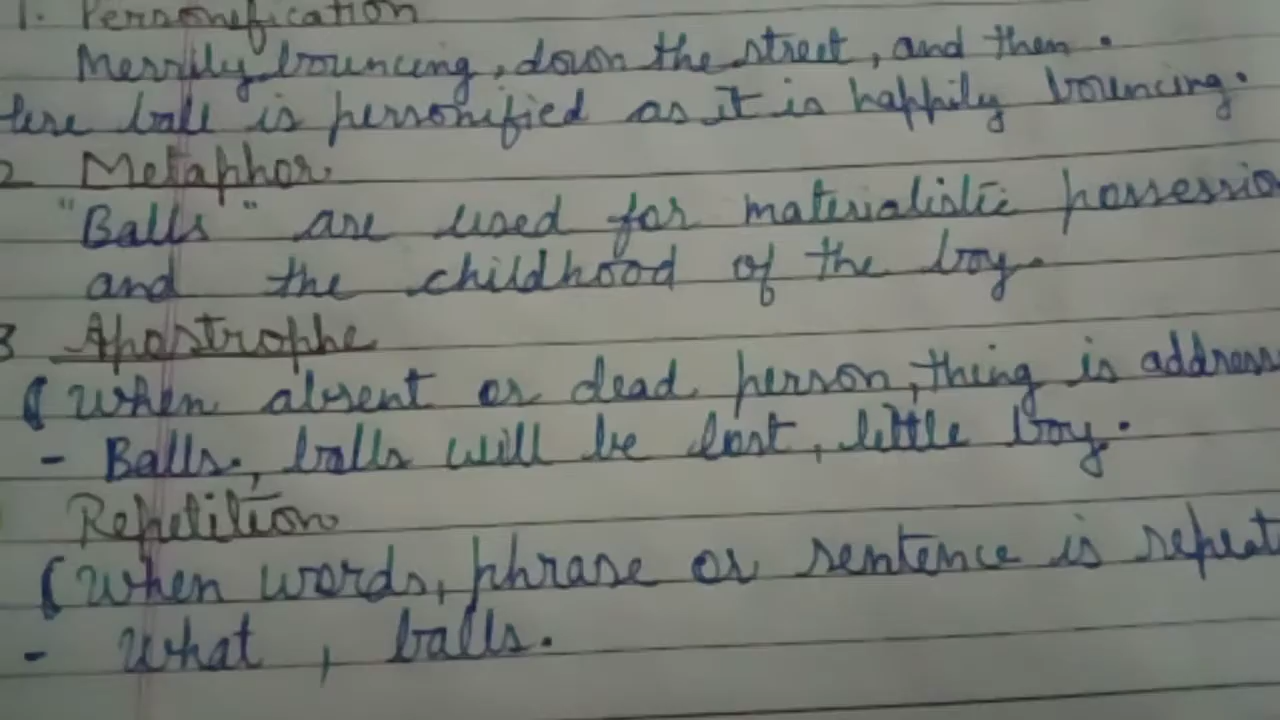 1. Personification
Merrily bouncing, down the street, and then.
Here ball is personified as it is happily bouncing.
2 Metaphor.
"Balls" are used for materialistic possessio
and the childhood of the boy.
3 Apostrophe
( When absent or dead person, thing is address
- Balls, balls will be lost, little boy.
Repetition
( When words, phrase or sentence is repeat
- What, balls.